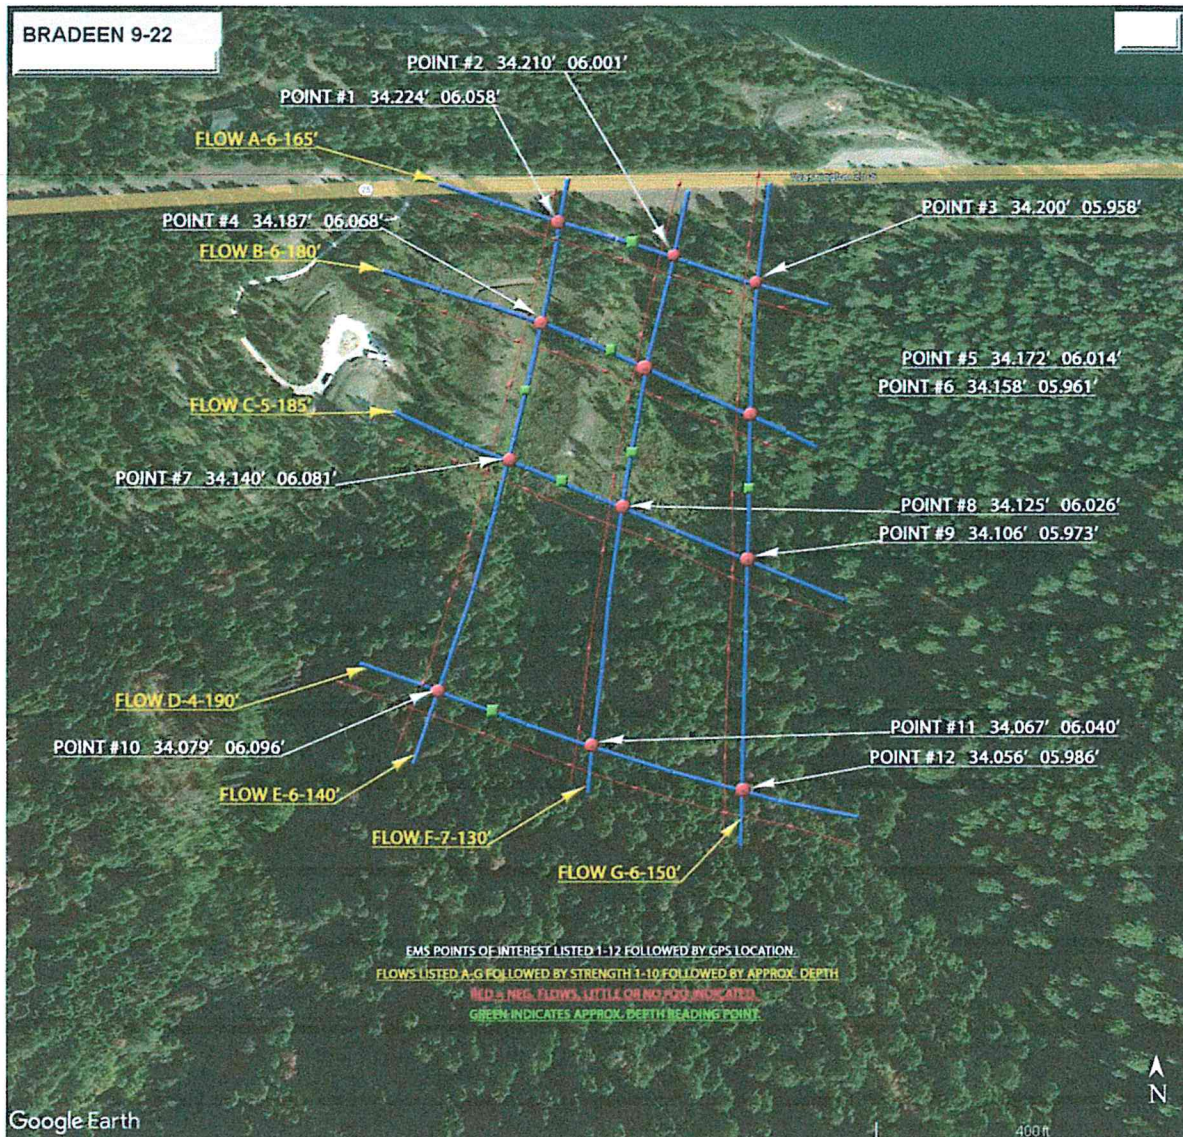 BRADEEN 9-22
POINT #2 34.210' 06.001'
POINT #1 34.224' 06.058'
FLOW A-6-165'
25
POINT #4 34.187' 06.068'
POINT #3 34.200' 05.958'
FLOW B-6-180'
POINT #5 34.172' 06.014'
POINT #6 34.158' 05.961'
FLOW C-5-185'
POINT #7 34.140' 06.081'
POINT #8 34.125' 06.026'
POINT #9 34.106' 05.973'
FLOW D-4-190'
POINT #10 34.079' 06.096'
POINT #11 34.067' 06.040'
POINT #12 34.056' 05.986'
FLOW E-6-140'
FLOW F-7-130'
FLOW G-6-150'
EMS POINTS OF INTEREST LISTED 1-12 FOLLOWED BY GPS LOCATION.
FLOWS LISTED A-G FOLLOWED BY STRENGTH 1-10 FOLLOWED BY APPROX. DEPTH
RED = NEG. FLOWS, LITTLE OR NO H2O INDICATED.
GREEN INDICATES APPROX. DEPTH READING POINT.
N
Google Earth
400 ft